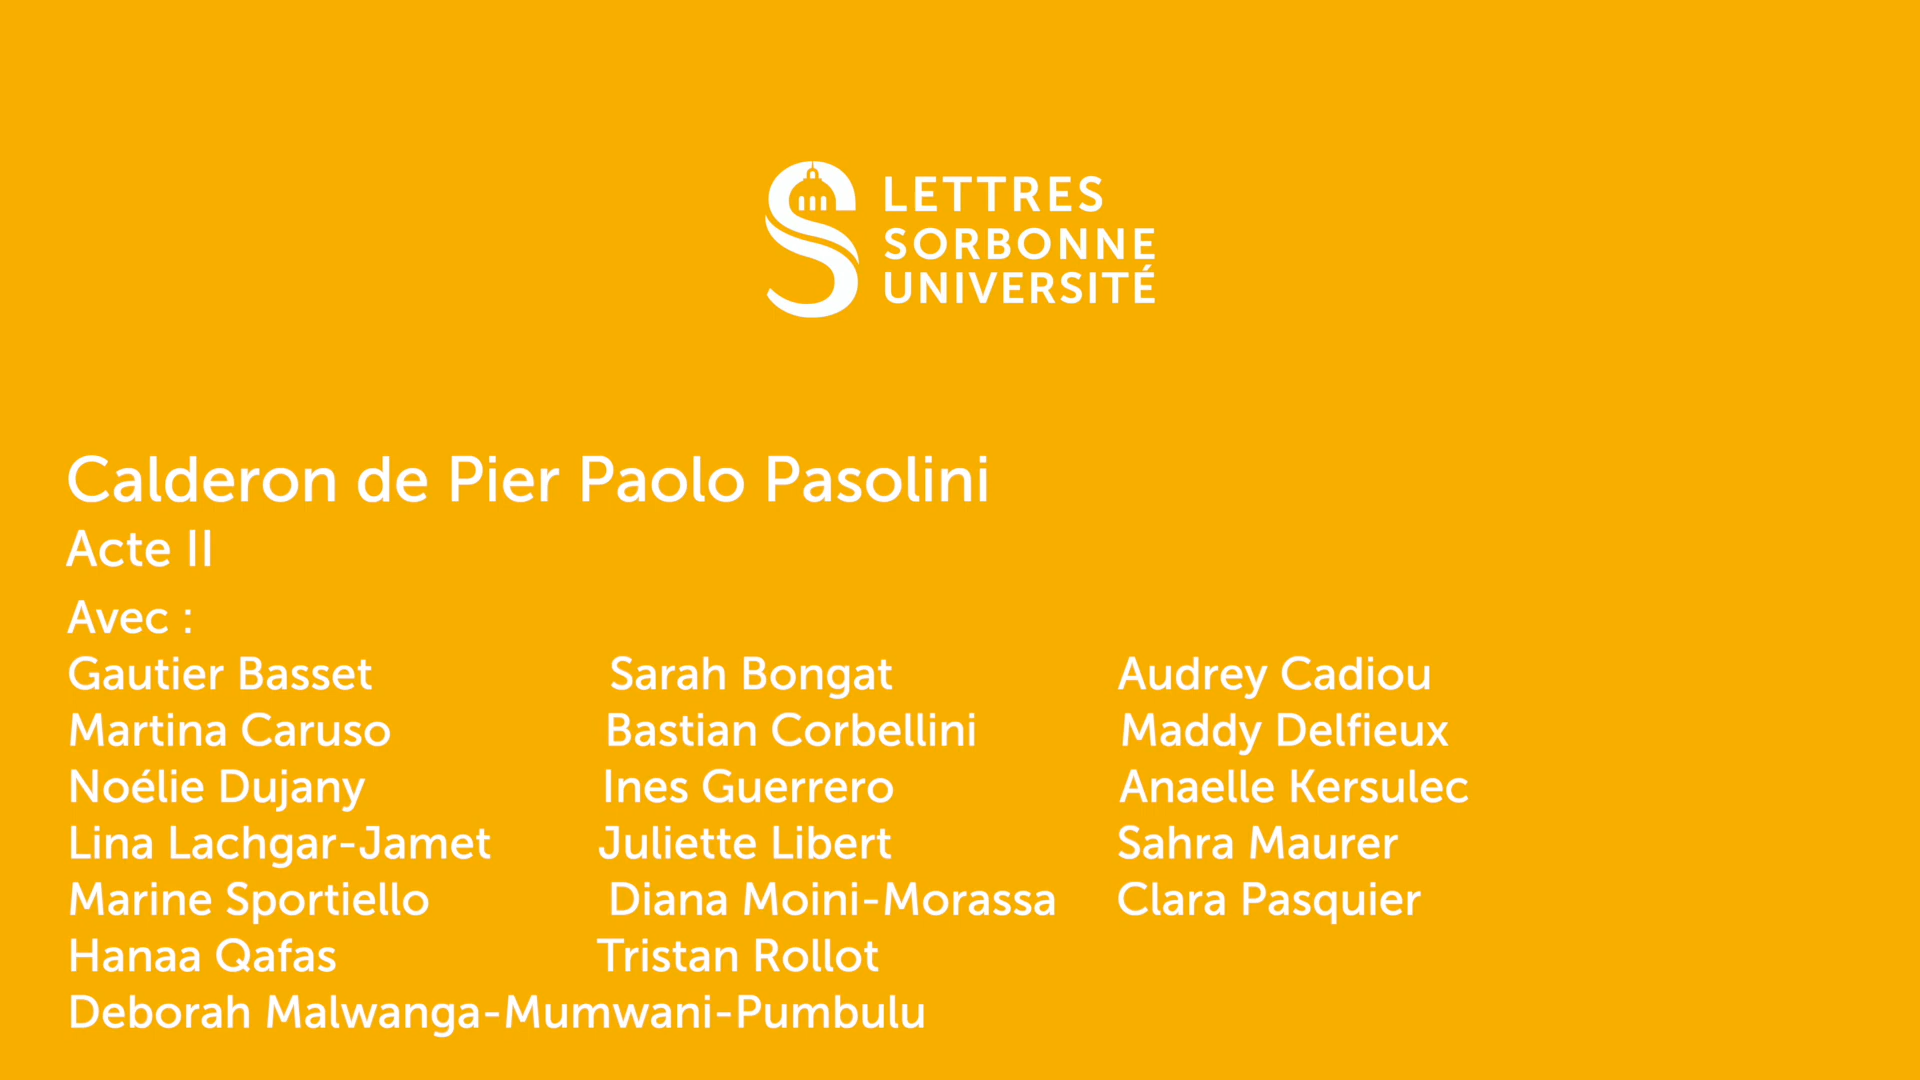 LETTRES
SORBONNE
UNIVERSITÉ
Calderon de Pier Paolo Pasolini
Acte II
Avec :
Gautier Basset Sarah Bongat Audrey Cadiou
Martina Caruso Bastian Corbellini Maddy Delfieux
Noélie Dujany Ines Guerrero Anaelle Kersulec
Lina Lachgar-Jamet Juliette Libert Sahra Maurer
Marine Sportiello Diana Moini-Morassa Clara Pasquier
Hanaa Qafas Tristan Rollot
Deborah Malwanga-Mumwani-Pumbulu